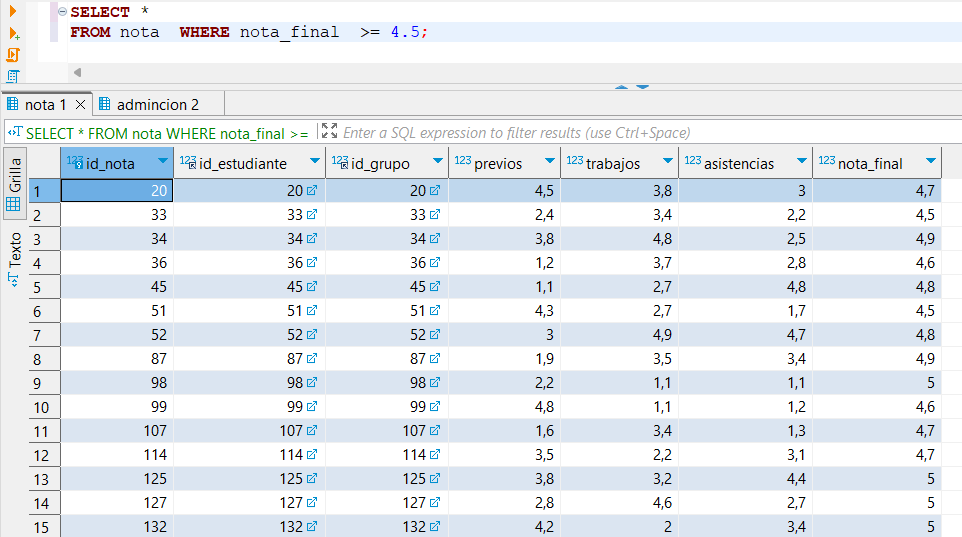 SELECT *
FROM nota WHERE nota_final >= 4.5;
nota 1 admincion 2
SELECT * FROM nota WHERE nota_final >= Enter a SQL expression to filter results (use Ctrl+Space)
Grilla
Texto
123 id_nota 123 id_estudiante 123 id_grupo 123 previos 123 trabajos 123 asistencias 123 nota_final
1 20 20 20 4,5 3,8 3 4,7
2 33 33 33 2,4 3,4 2,2 4,5
3 34 34 34 3,8 4,8 2,5 4,9
4 36 36 36 1,2 3,7 2,8 4,6
5 45 45 45 1,1 2,7 4,8 4,8
6 51 51 51 4,3 2,7 1,7 4,5
7 52 52 52 3 4,9 4,7 4,8
8 87 87 87 1,9 3,5 3,4 4,9
9 98 98 98 2,2 1,1 1,1 5
10 99 99 99 4,8 1,1 1,2 4,6
11 107 107 107 1,6 3,4 1,3 4,7
12 114 114 114 3,5 2,2 3,1 4,7
13 125 125 125 3,8 3,2 4,4 5
14 127 127 127 2,8 4,6 2,7 5
15 132 132 132 4,2 2 3,4 5